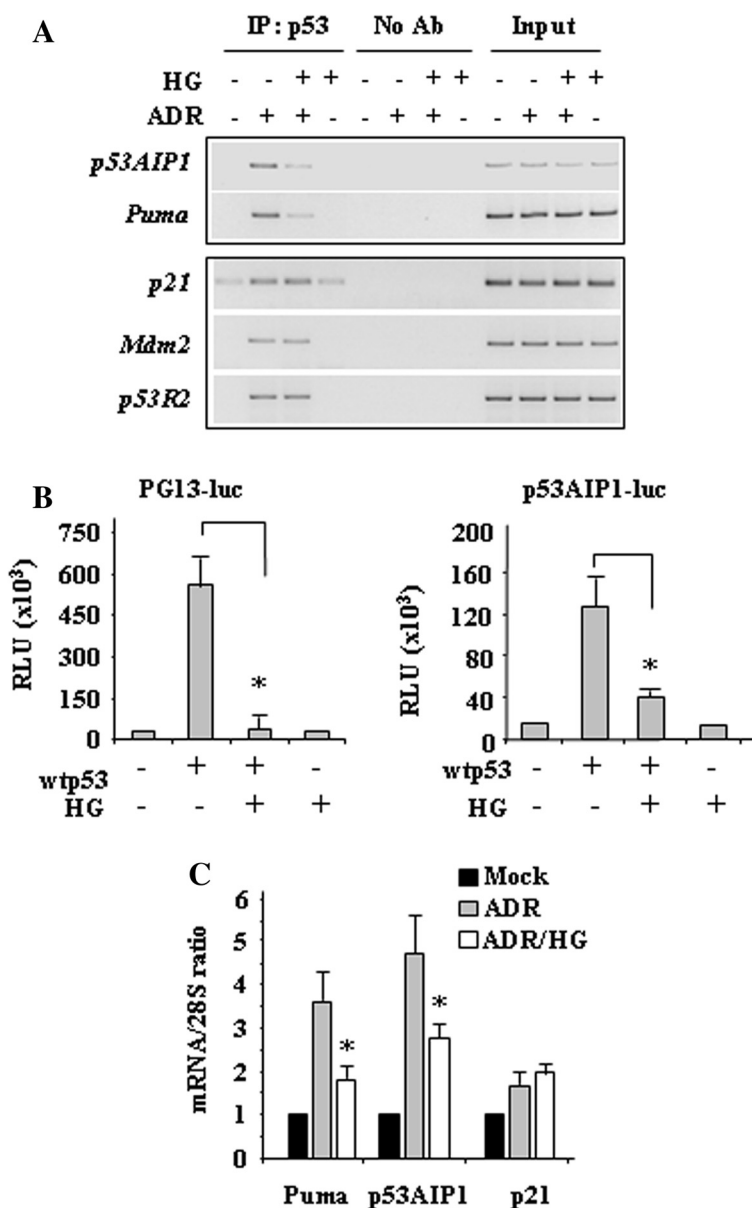 A
IP: p53 No Ab Input
HG - - + + - - + + - - + +
ADR - + + - - + + - - + + -
p53AIP1
Puma
p21
Mdm2
p53R2
B
PG13-luc
RLU (x10³)
750
600
450
300
150
0
*
wtp53 - + + -
HG - - + +
p53AIP1-luc
RLU (x10³)
200
160
120
80
40
0
*
wtp53 - + + -
HG - - + +
C
mRNA/28S ratio
6
5
4
3
2
1
0
Mock
ADR
ADR/HG
* *
Puma p53AIP1 p21